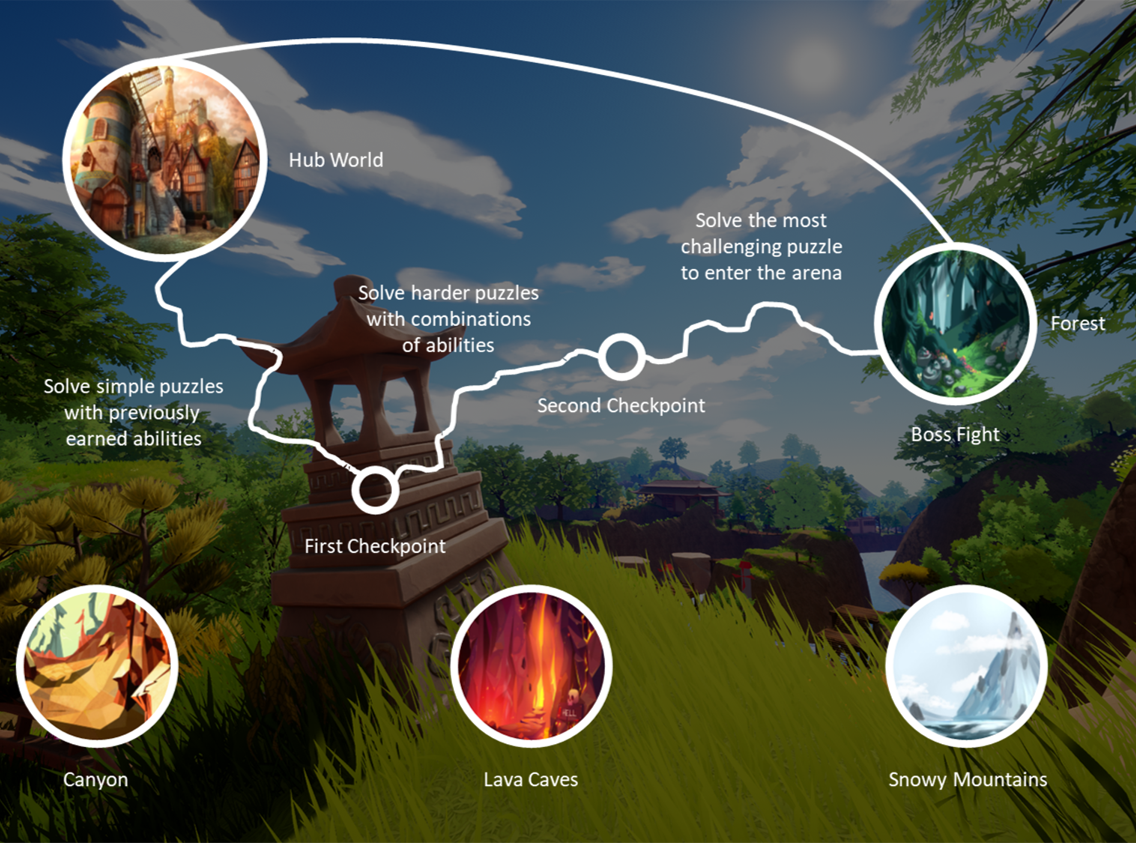 Hub World
Solve the most
challenging puzzle
to enter the arena
Solve harder puzzles
with combinations
of abilities
Forest
Solve simple puzzles
with previously
earned abilities
Second Checkpoint
Boss Fight
First Checkpoint
Canyon
Lava Caves
Snowy Mountains